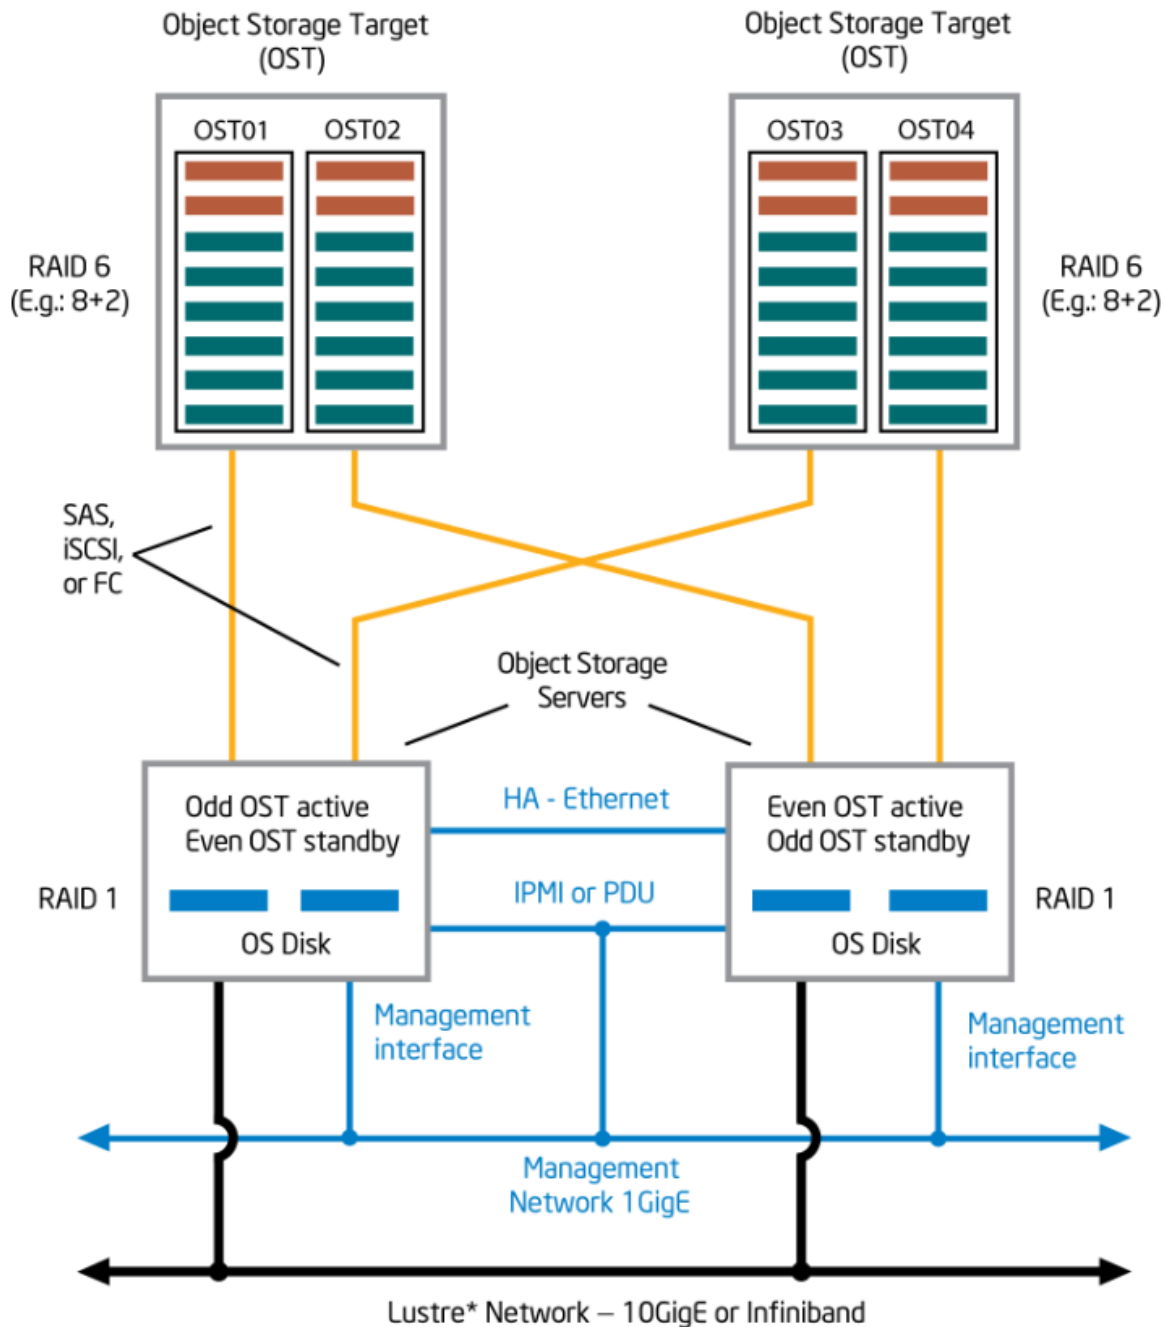 Object Storage Target
(OST)
Object Storage Target
(OST)
OST01
OST02
OST03
OST04
RAID 6
(E.g.: 8+2)
RAID 6
(E.g.: 8+2)
SAS,
iSCSI,
or FC
Object Storage
Servers
Odd OST active
Even OST standby
HA - Ethernet
Even OST active
Odd OST standby
RAID 1
IPMI or PDU
RAID 1
OS Disk
OS Disk
Management
interface
Management
interface
Management
Network 1GigE
Lustre* Network – 10GigE or Infiniband